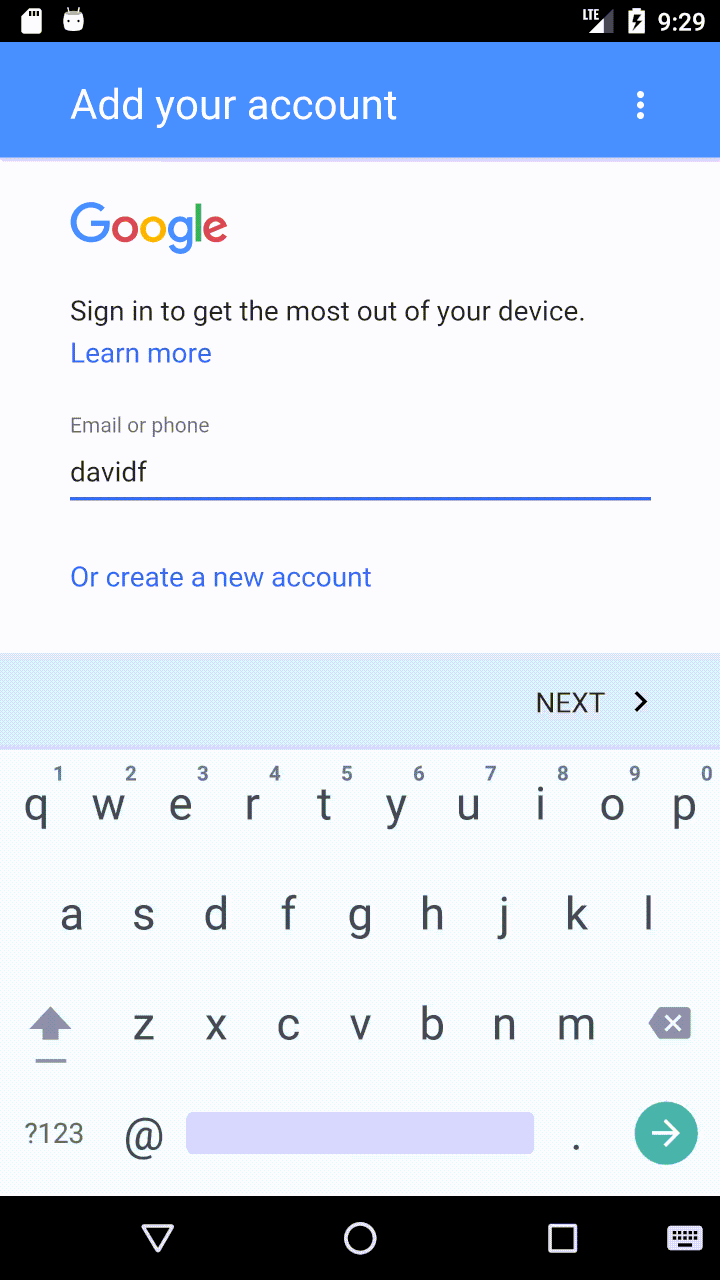 LTE 9:29
Add your account
Google
Sign in to get the most out of your device.
Learn more
Email or phone
davidf
Or create a new account
NEXT
1 2 3 4 5 6 7 8 9 0
q w e r t y u i o p
a s d f g h j k l
z x c v b n m
?123 @ .